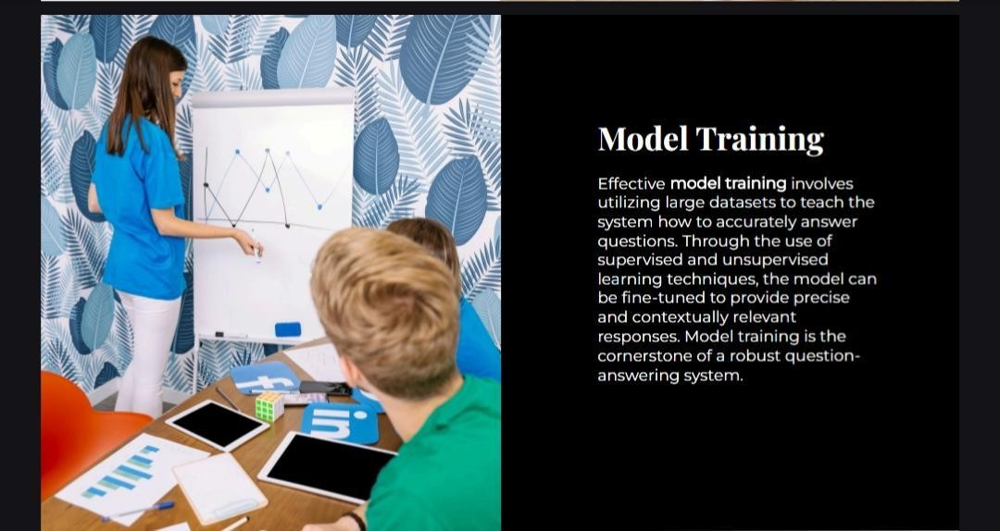 Model Training
Effective model training involves
utilizing large datasets to teach the
system how to accurately answer
questions. Through the use of
supervised and unsupervised
learning techniques, the model can
be fine-tuned to provide precise
and contextually relevant
responses. Model training is the
cornerstone of a robust question-
answering system.
f
in